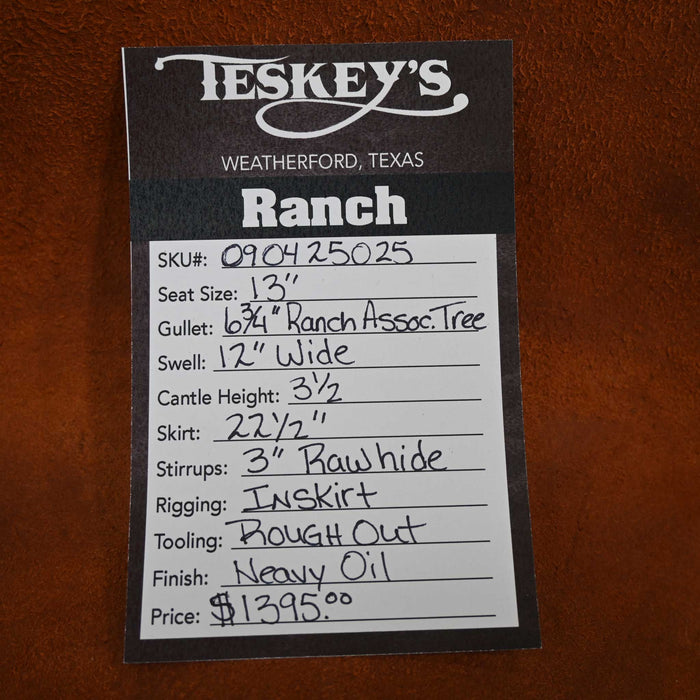 TESKEY'S
WEATHERFORD, TEXAS
Ranch
SKU#: 090425025
Seat Size: 13"
Gullet: 6¾" Ranch Assoc. Tree
Swell: 12" Wide
Cantle Height: 3½
Skirt: 22½"
Stirrups: 3" Rawhide
Rigging: INSKirt
Tooling: ROUGH OUT
Finish: Heavy Oil
Price: $1395.00